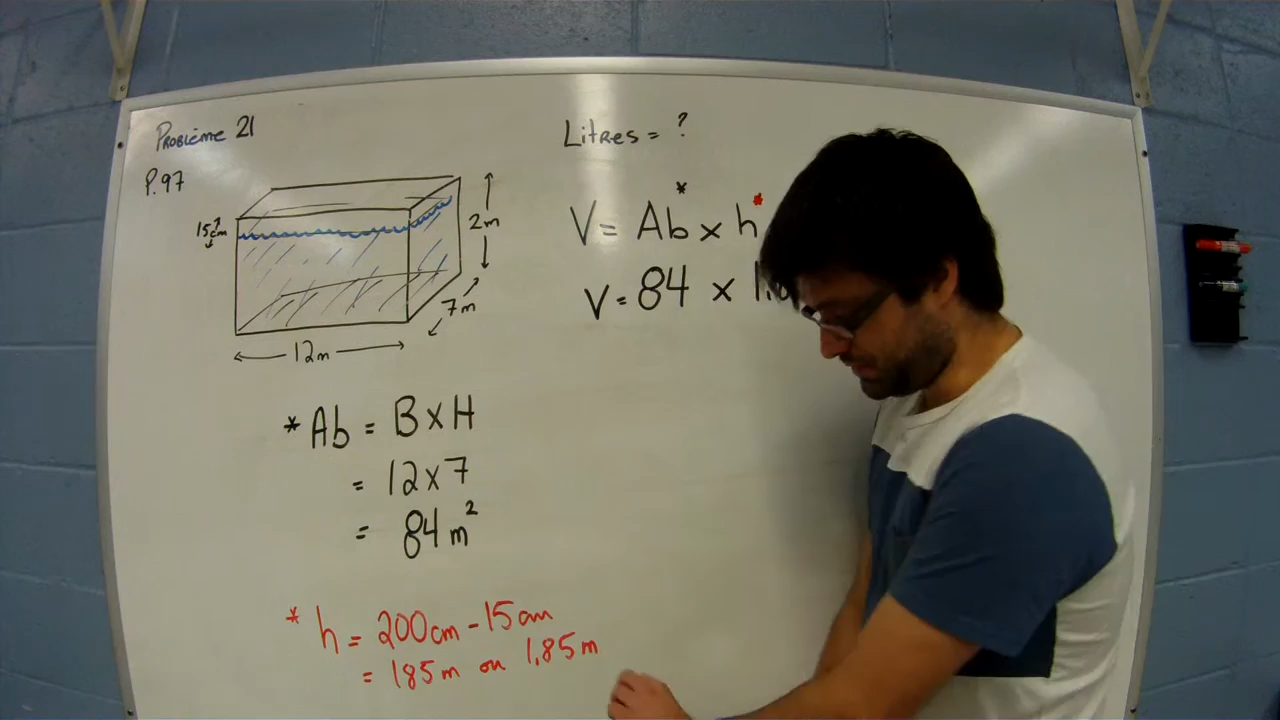 Problème 21
P.97
15cm
2m
7m
12m
*Ab = B x H
= 12 x 7
= 84 m²
* h = 200cm - 15cm
= 185m ou 1,85m
Litres = ?
V = Ab* x h*
V = 84 x